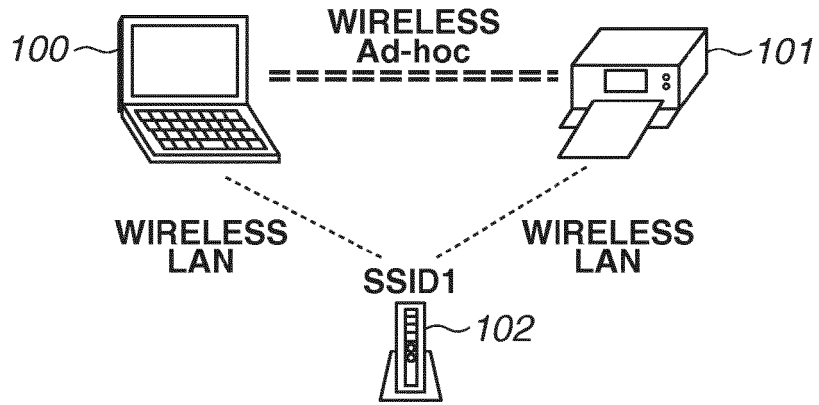 WIRELESS
Ad-hoc
100
101
WIRELESS
LAN
WIRELESS
LAN
SSID1
102